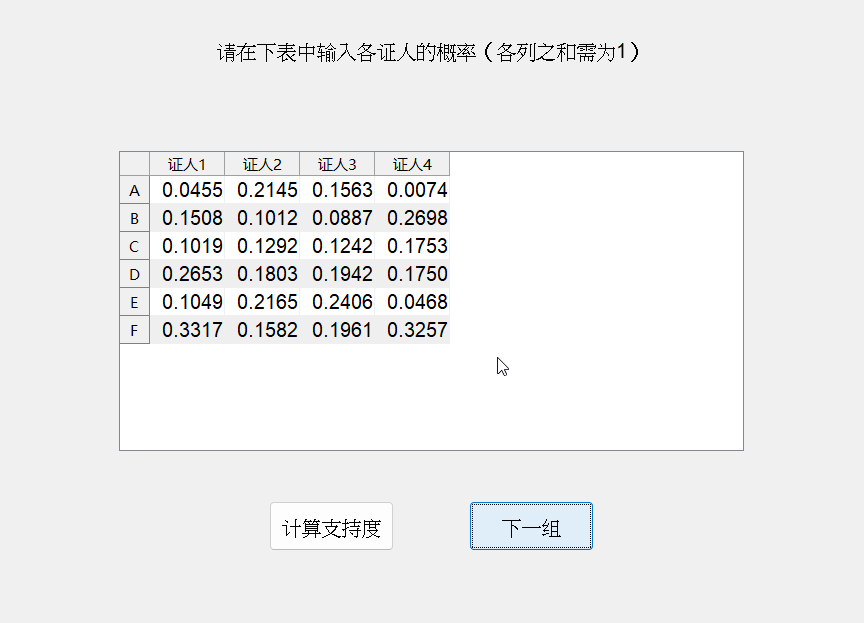 请在下表中输入各证人的概率（各列之和需为1）
证人1 证人2 证人3 证人4
A 0.0455 0.2145 0.1563 0.0074
B 0.1508 0.1012 0.0887 0.2698
C 0.1019 0.1292 0.1242 0.1753
D 0.2653 0.1803 0.1942 0.1750
E 0.1049 0.2165 0.2406 0.0468
F 0.3317 0.1582 0.1961 0.3257
计算支持度 下一组